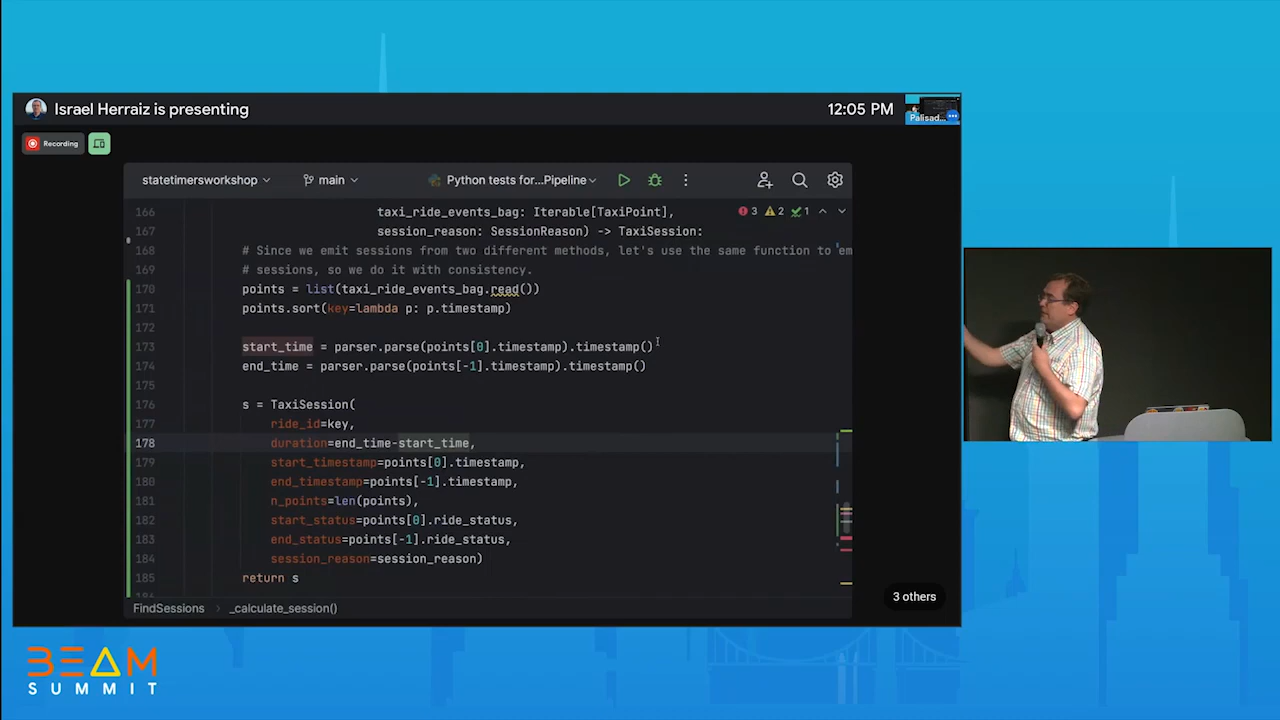 Israel Herraiz is presenting
12:05 PM
Palisad...
Recording
statetimersworkshop
main
Python tests for...Pipeline
166 taxi_ride_events_bag: Iterable[TaxiPoint],
3 2 1
167 session_reason: SessionReason) -> TaxiSession:
168 # Since we emit sessions from two different methods, let's use the same function to em
169 # sessions, so we do it with consistency.
170 points = list(taxi_ride_events_bag.read())
171 points.sort(key=lambda p: p.timestamp)
172
173 start_time = parser.parse(points[0].timestamp).timestamp()
174 end_time = parser.parse(points[-1].timestamp).timestamp()
175
176 s = TaxiSession(
177 ride_id=key,
178 duration=end_time-start_time,
179 start_timestamp=points[0].timestamp,
180 end_timestamp=points[-1].timestamp,
181 n_points=len(points),
182 start_status=points[0].ride_status,
183 end_status=points[-1].ride_status,
184 session_reason=session_reason)
185 return s
FindSessions > _calculate_session()
3 others
BEAM
SUMMIT